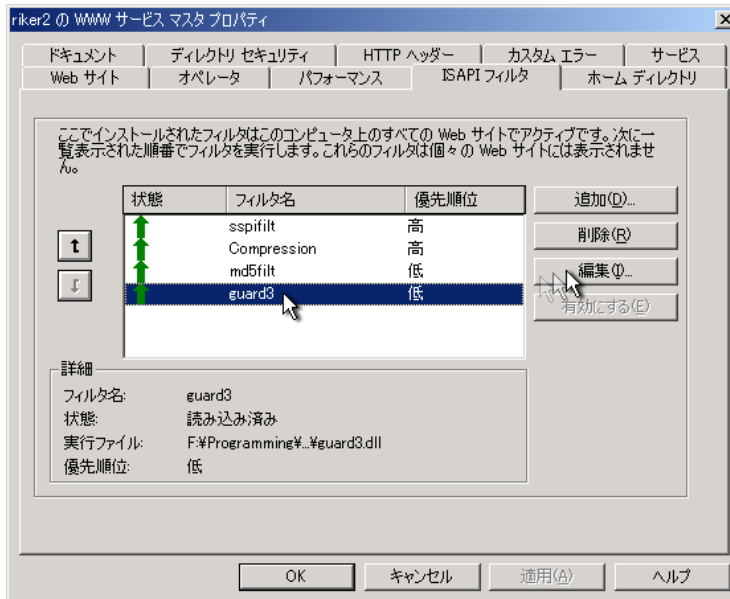 riker2 の WWW サービス マスタ プロパティ
ドキュメント ディレクトリ セキュリティ HTTP ヘッダー カスタム エラー サービス
Web サイト オペレータ パフォーマンス ISAPI フィルタ ホーム ディレクトリ
ここでインストールされたフィルタはこのコンピュータ上のすべての Web サイトでアクティブです。次に一
覧表示された順番でフィルタを実行します。これらのフィルタは個々の Web サイトには表示されませ
ん。
状態 フィルタ名 優先順位 追加(D)...
sspifilt 高
Compression 高 削除(R)
md5filt 低 編集(I)...
guard3 低 有効にする(E)
詳細
フィルタ名: guard3
状態: 読み込み済み
実行ファイル: F:¥Programming¥...¥guard3.dll
優先順位: 低
OK キャンセル 適用(A) ヘルプ